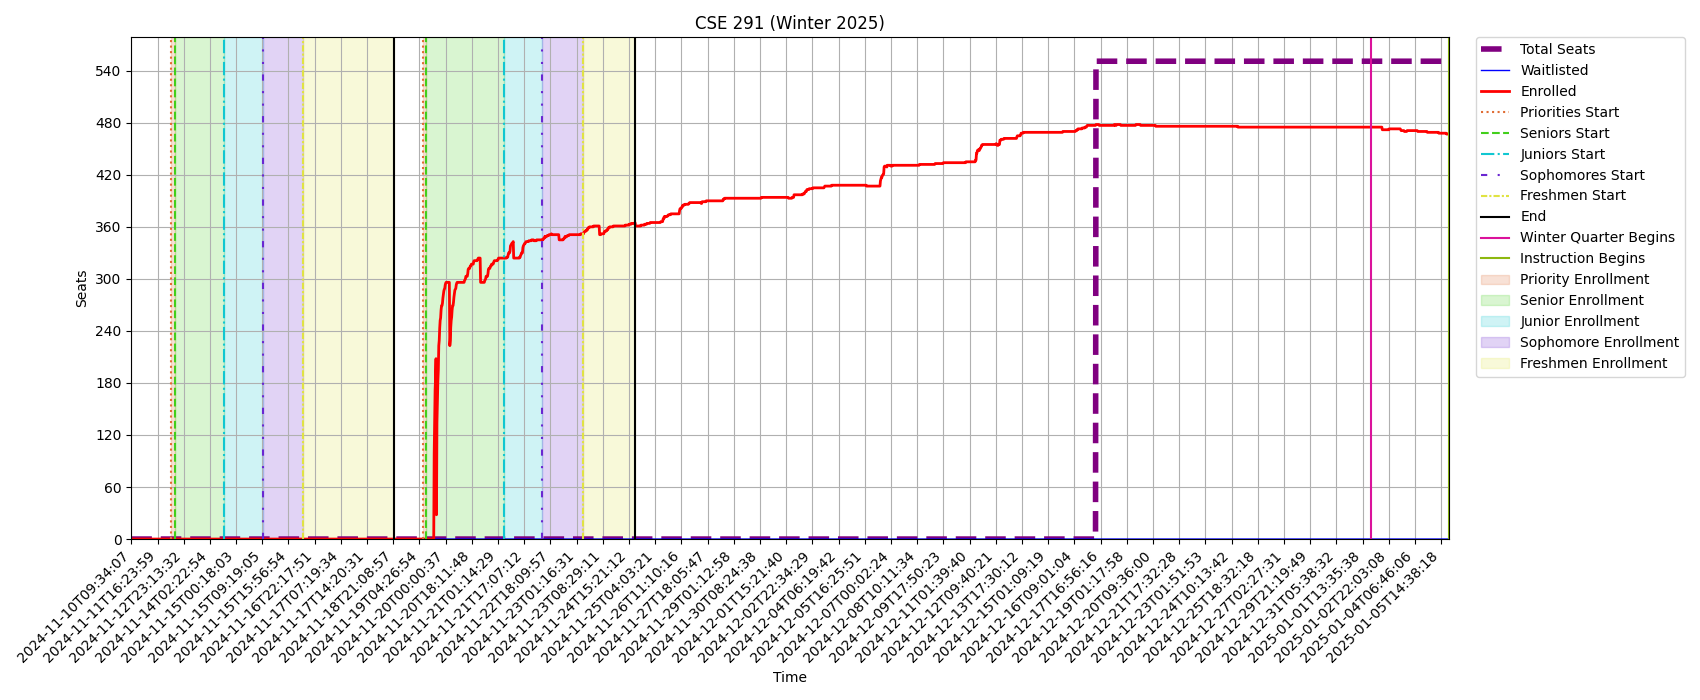 CSE 291 (Winter 2025)
Seats
540
480
420
360
300
240
180
120
60
0
2024-11-10T09:34:07
2024-11-11T16:23:59
2024-11-12T23:13:32
2024-11-14T02:22:54
2024-11-15T00:18:03
2024-11-15T09:19:05
2024-11-15T15:56:54
2024-11-16T22:17:51
2024-11-17T07:19:34
2024-11-17T14:20:31
2024-11-18T21:08:57
2024-11-19T04:26:54
2024-11-20T00:00:37
2024-11-20T18:11:48
2024-11-21T01:14:29
2024-11-21T17:07:12
2024-11-22T18:09:57
2024-11-23T01:16:31
2024-11-23T08:29:11
2024-11-24T15:21:12
2024-11-25T04:03:21
2024-11-26T11:10:16
2024-11-27T18:05:47
2024-11-29T01:12:58
2024-11-30T08:24:38
2024-12-01T15:21:40
2024-12-02T22:34:29
2024-12-04T06:19:42
2024-12-05T16:25:51
2024-12-07T00:02:24
2024-12-08T10:11:34
2024-12-09T17:50:23
2024-12-11T01:39:40
2024-12-12T09:40:21
2024-12-13T17:30:12
2024-12-15T01:09:19
2024-12-16T09:01:04
2024-12-17T16:56:16
2024-12-19T01:17:58
2024-12-20T09:36:00
2024-12-21T17:32:28
2024-12-23T01:51:53
2024-12-24T10:13:42
2024-12-25T18:32:18
2024-12-27T02:27:31
2024-12-29T21:19:49
2024-12-31T05:38:32
2025-01-01T13:35:38
2025-01-02T22:03:08
2025-01-04T06:46:06
2025-01-05T14:38:18
Time
Total Seats
Waitlisted
Enrolled
Priorities Start
Seniors Start
Juniors Start
Sophomores Start
Freshmen Start
End
Winter Quarter Begins
Instruction Begins
Priority Enrollment
Senior Enrollment
Junior Enrollment
Sophomore Enrollment
Freshmen Enrollment